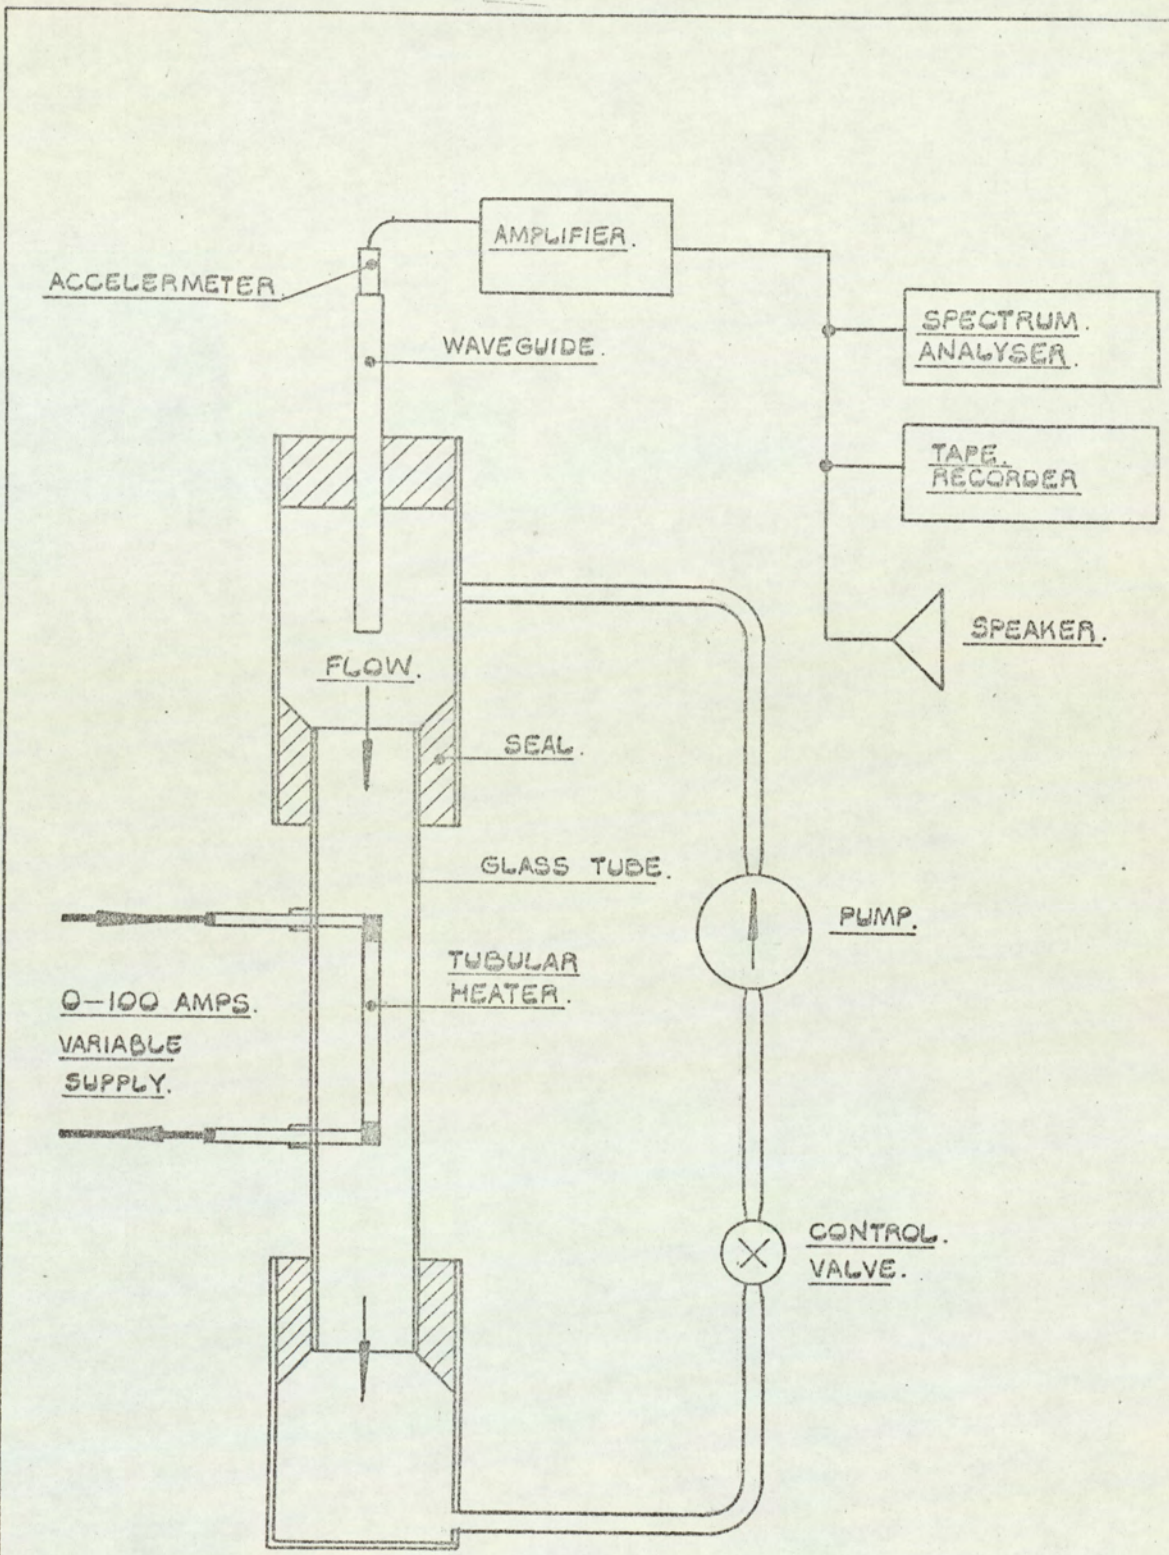 AMPLIFIER.
ACCELERMETER.
WAVEGUIDE.
SPECTRUM.
ANALYSER.
TAPE.
RECORDER
SPEAKER.
FLOW.
SEAL.
GLASS TUBE.
PUMP.
TUBULAR
HEATER.
0-100 AMPS.
VARIABLE
SUPPLY.
CONTROL.
VALVE.